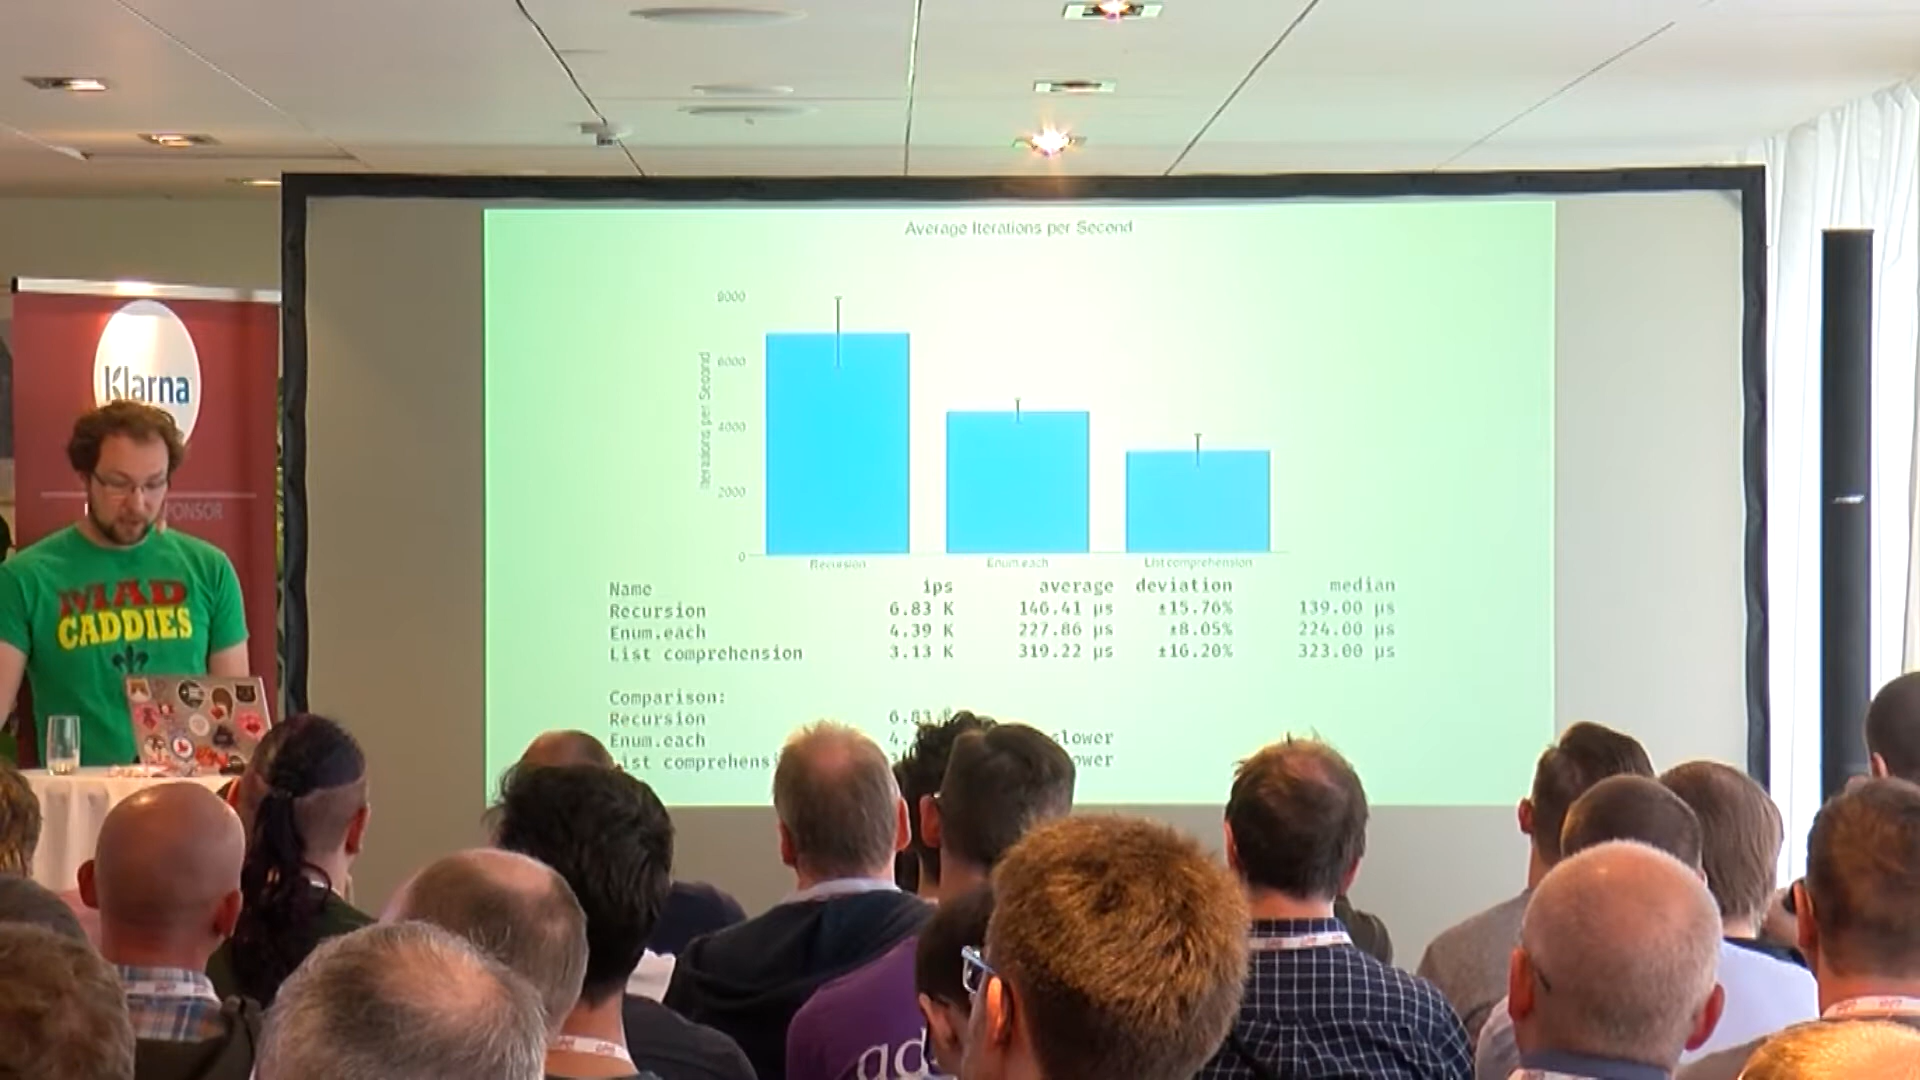 Average Iterations per Second
8000
6000
4000
2000
0
Iterations per Second
Recursion
Enum.each
List comprehension
Name ips average deviation median
Recursion 6.83 K 146.41 µs ±15.76% 139.00 µs
Enum.each 4.39 K 227.86 µs ±8.05% 224.00 µs
List comprehension 3.13 K 319.22 µs ±16.20% 323.00 µs
Comparison:
Recursion 6.83
Enum.each 4. slower
Klarna
MAD
CADDIES